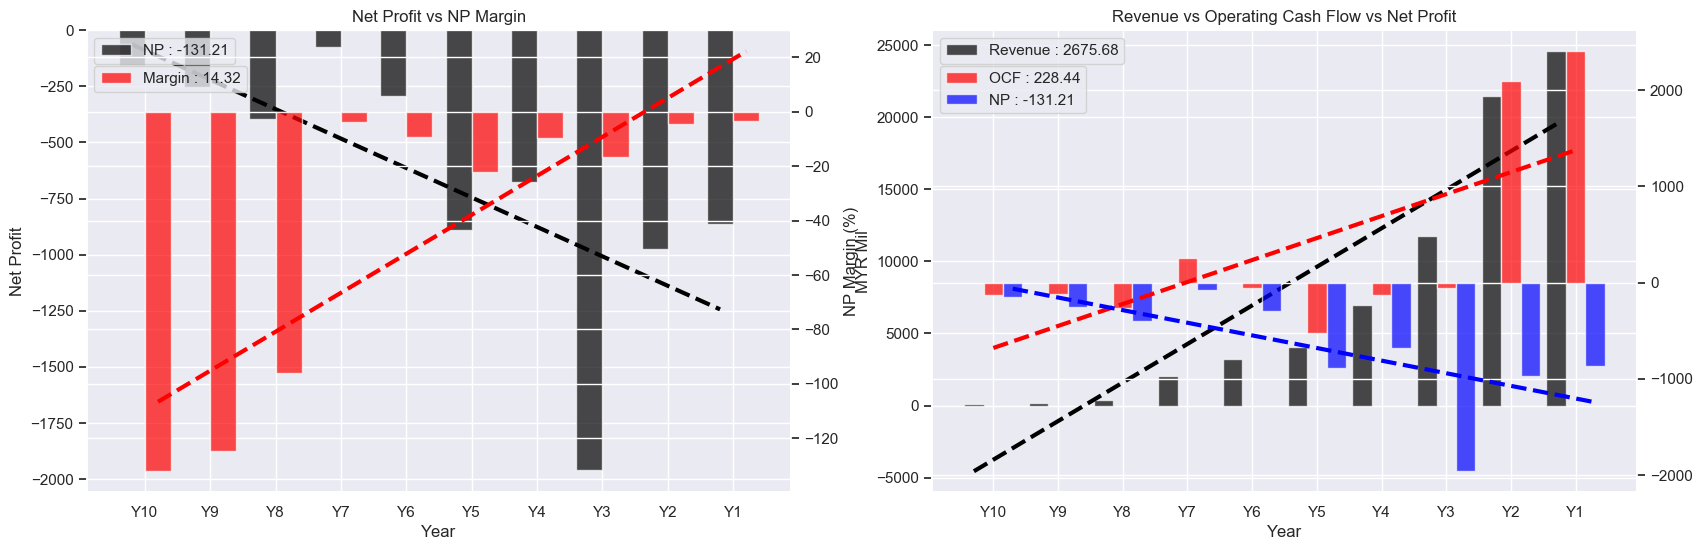 Net Profit vs NP Margin
NP : -131.21
Margin : 14.32
0
−250
−500
−750
−1000
−1250
−1500
−1750
−2000
Net Profit
20
0
−20
−40
−60
−80
−100
−120
NP Margin (%)
Y10 Y9 Y8 Y7 Y6 Y5 Y4 Y3 Y2 Y1
Year
Revenue vs Operating Cash Flow vs Net Profit
Revenue : 2675.68
OCF : 228.44
NP : -131.21
25000
20000
15000
10000
5000
0
−5000
MYR Mil
2000
1000
0
−1000
−2000
Y10 Y9 Y8 Y7 Y6 Y5 Y4 Y3 Y2 Y1
Year